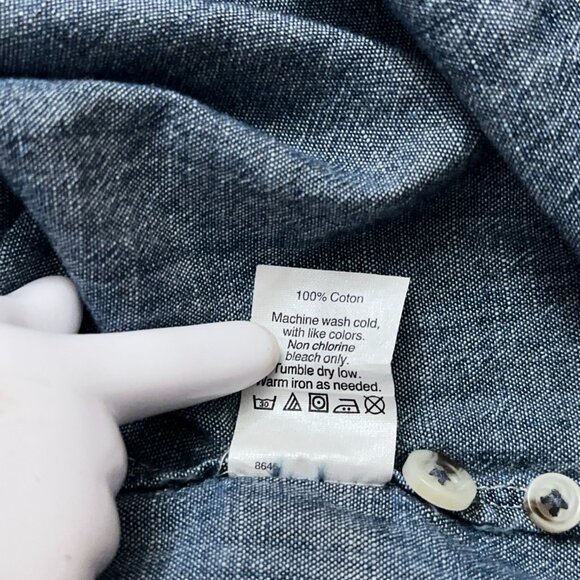 100% Coton
Machine wash cold,
with like colors.
Non chlorine
bleach only.
Tumble dry low.
Warm iron as needed.
30